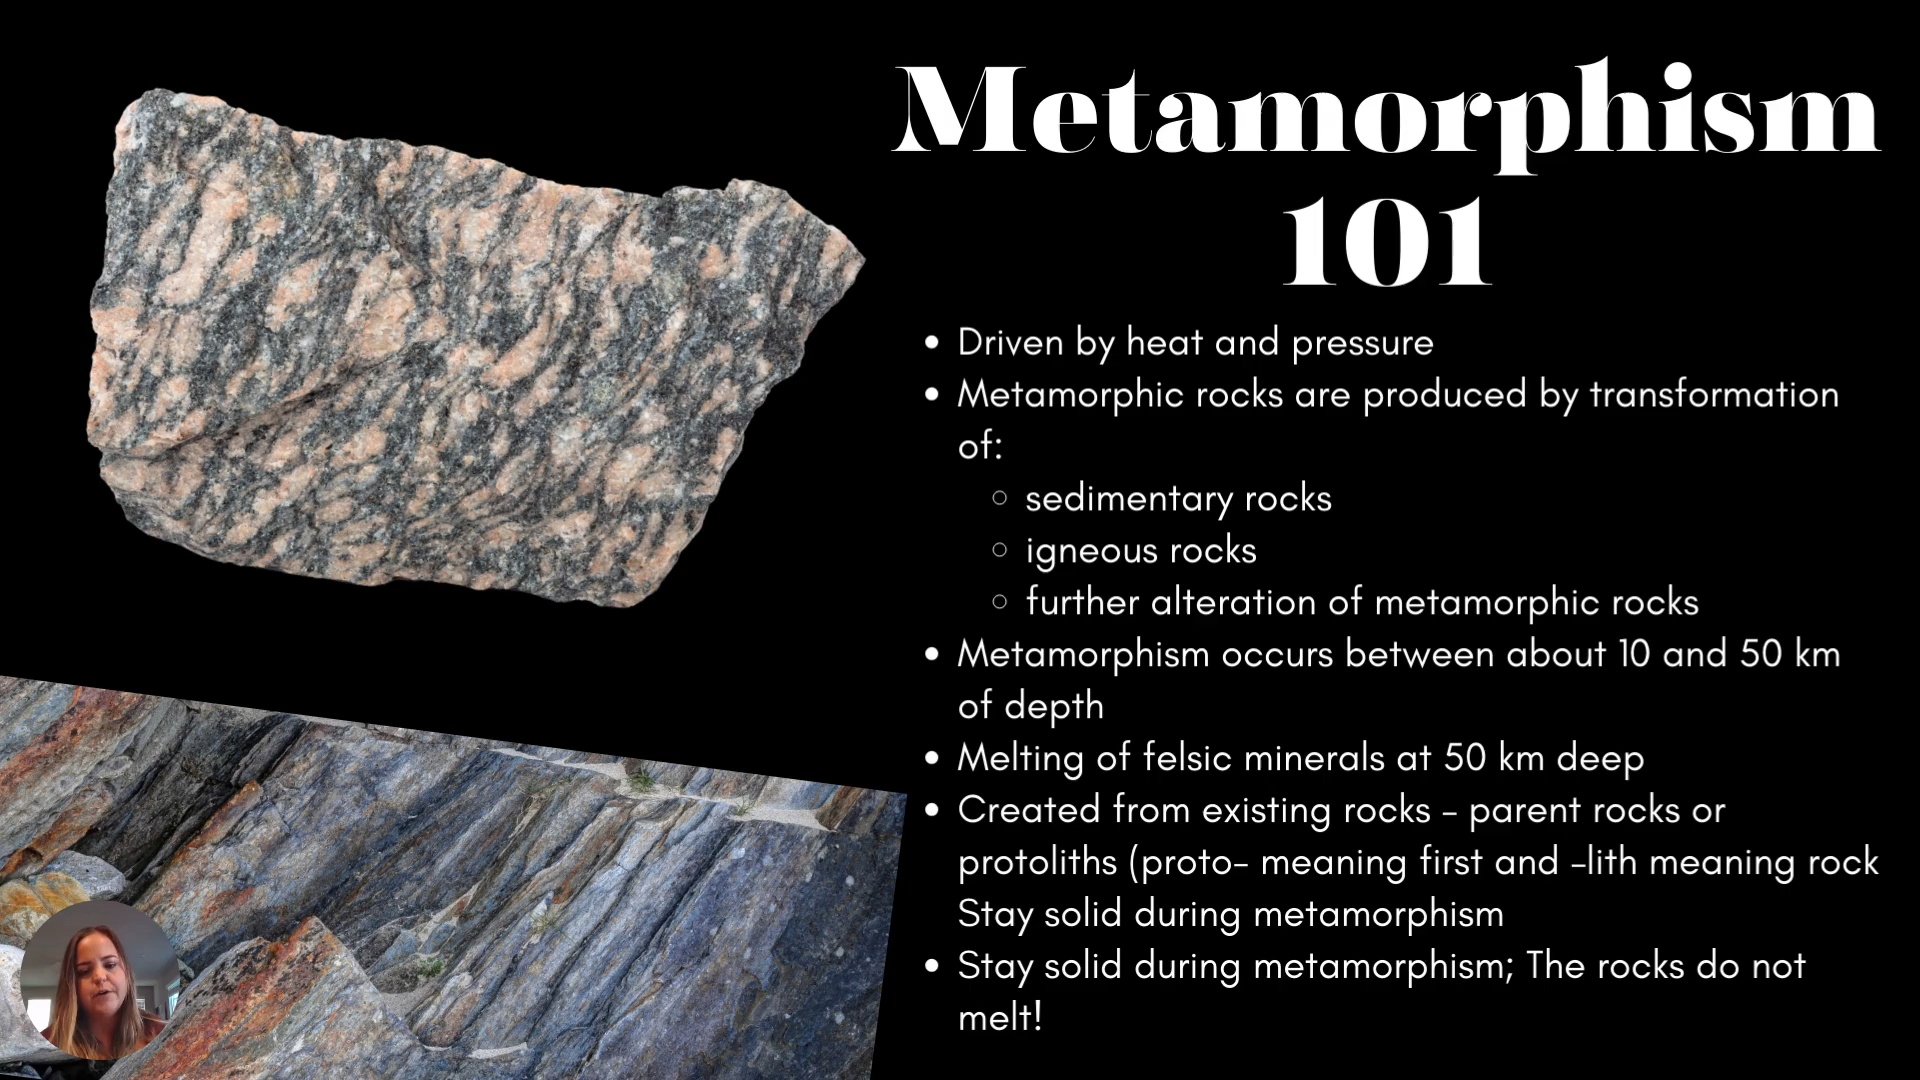 Metamorphism
101
• Driven by heat and pressure
• Metamorphic rocks are produced by transformation
of:
○ sedimentary rocks
○ igneous rocks
○ further alteration of metamorphic rocks
• Metamorphism occurs between about 10 and 50 km
of depth
• Melting of felsic minerals at 50 km deep
• Created from existing rocks - parent rocks or
protoliths (proto- meaning first and -lith meaning rock
Stay solid during metamorphism
• Stay solid during metamorphism; The rocks do not
melt!